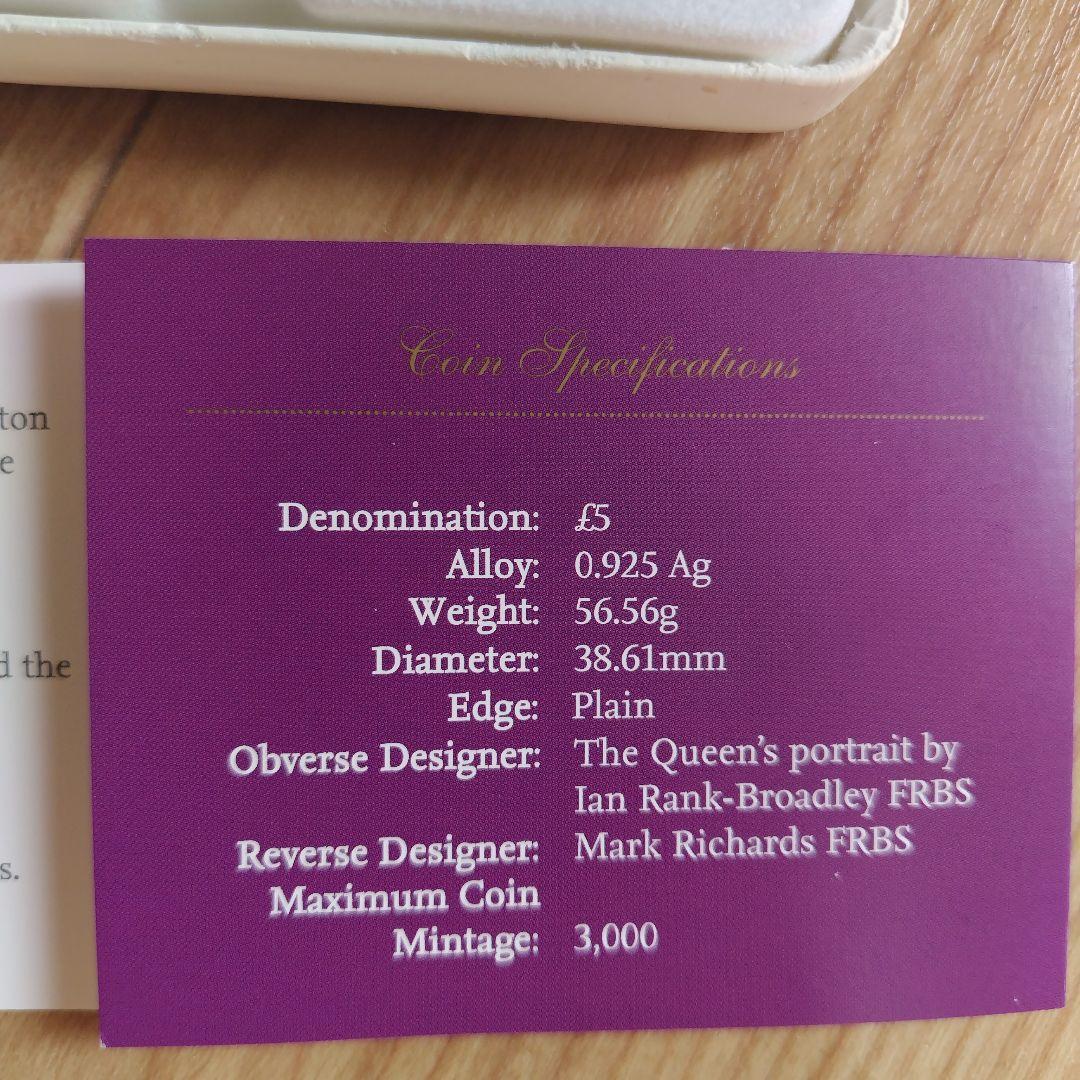 ton
e
d the
s.
Coin Specifications
Denomination: £5
Alloy: 0.925 Ag
Weight: 56.56g
Diameter: 38.61mm
Edge: Plain
Obverse Designer: The Queen's portrait by
Ian Rank-Broadley FRBS
Reverse Designer: Mark Richards FRBS
Maximum Coin
Mintage: 3,000